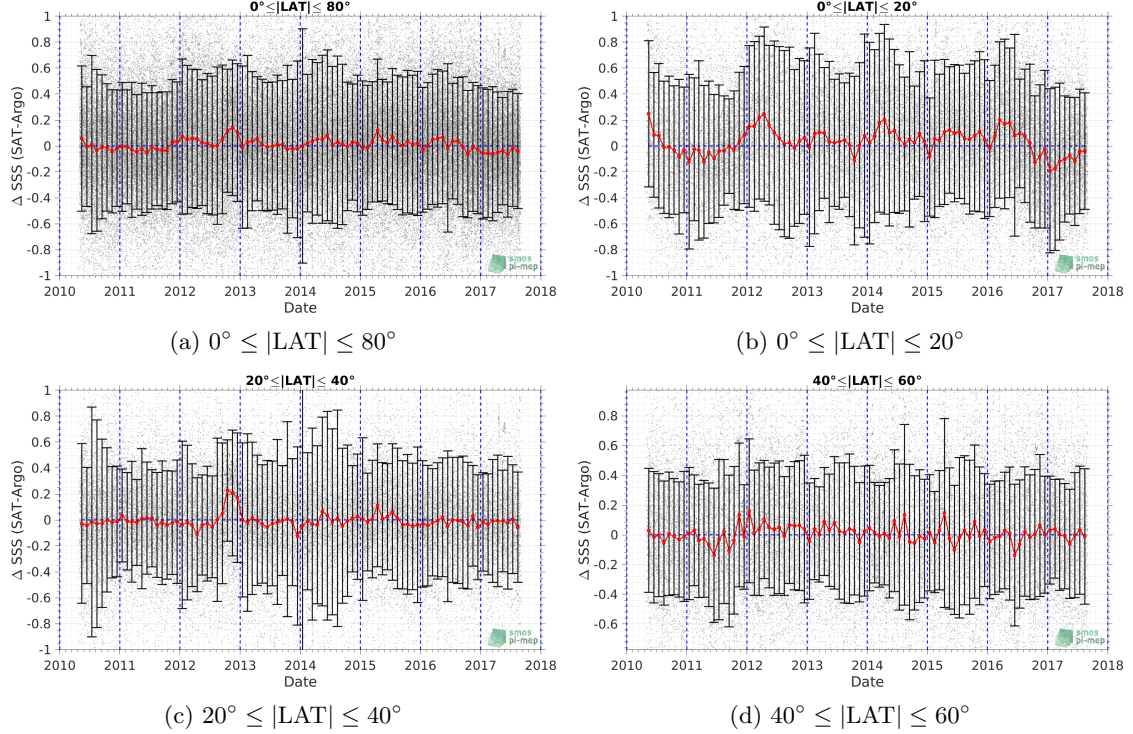 0°≤|LAT|≤ 80°
1
0.8
0.6
0.4
0.2
0
-0.2
-0.4
-0.6
-0.8
-1
Δ SSS (SAT-Argo)
2010 2011 2012 2013 2014 2015 2016 2017 2018
Date
smos
pi-mep
(a) 0° ≤ |LAT| ≤ 80°
0°≤|LAT|≤ 20°
1
0.8
0.6
0.4
0.2
0
-0.2
-0.4
-0.6
-0.8
-1
Δ SSS (SAT-Argo)
2010 2011 2012 2013 2014 2015 2016 2017 2018
Date
smos
pi-mep
(b) 0° ≤ |LAT| ≤ 20°
20°≤|LAT|≤ 40°
1
0.8
0.6
0.4
0.2
0
-0.2
-0.4
-0.6
-0.8
-1
Δ SSS (SAT-Argo)
2010 2011 2012 2013 2014 2015 2016 2017 2018
Date
smos
pi-mep
(c) 20° ≤ |LAT| ≤ 40°
40°≤|LAT|≤ 60°
0.8
0.6
0.4
0.2
0
-0.2
-0.4
-0.6
Δ SSS (SAT-Argo)
2010 2011 2012 2013 2014 2015 2016 2017 2018
Date
smos
pi-mep
(d) 40° ≤ |LAT| ≤ 60°